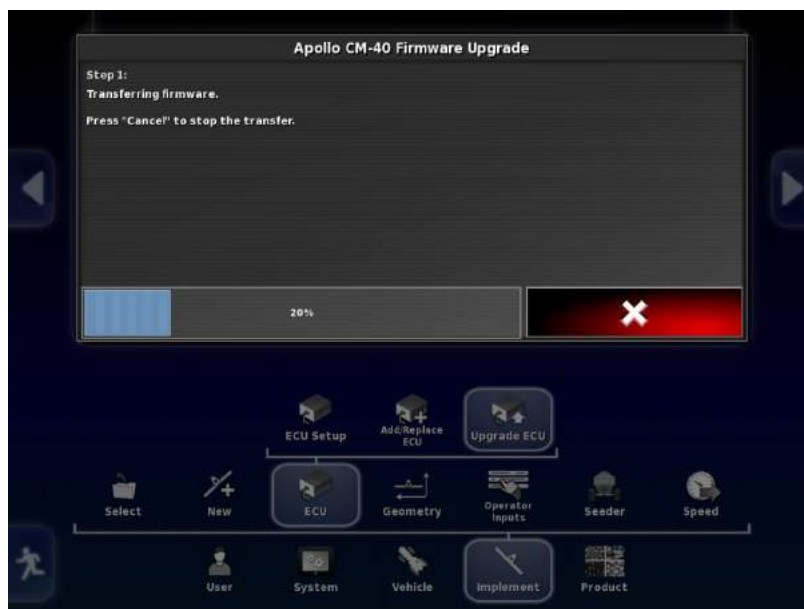 Apollo CM-40 Firmware Upgrade
Step 1:
Transferring firmware.
Press "Cancel" to stop the transfer.
20%
ECU Setup
Add/Replace
ECU
Upgrade ECU
Select
New
ECU
Geometry
Operator
Inputs
Seeder
Speed
User
System
Vehicle
Implement
Product